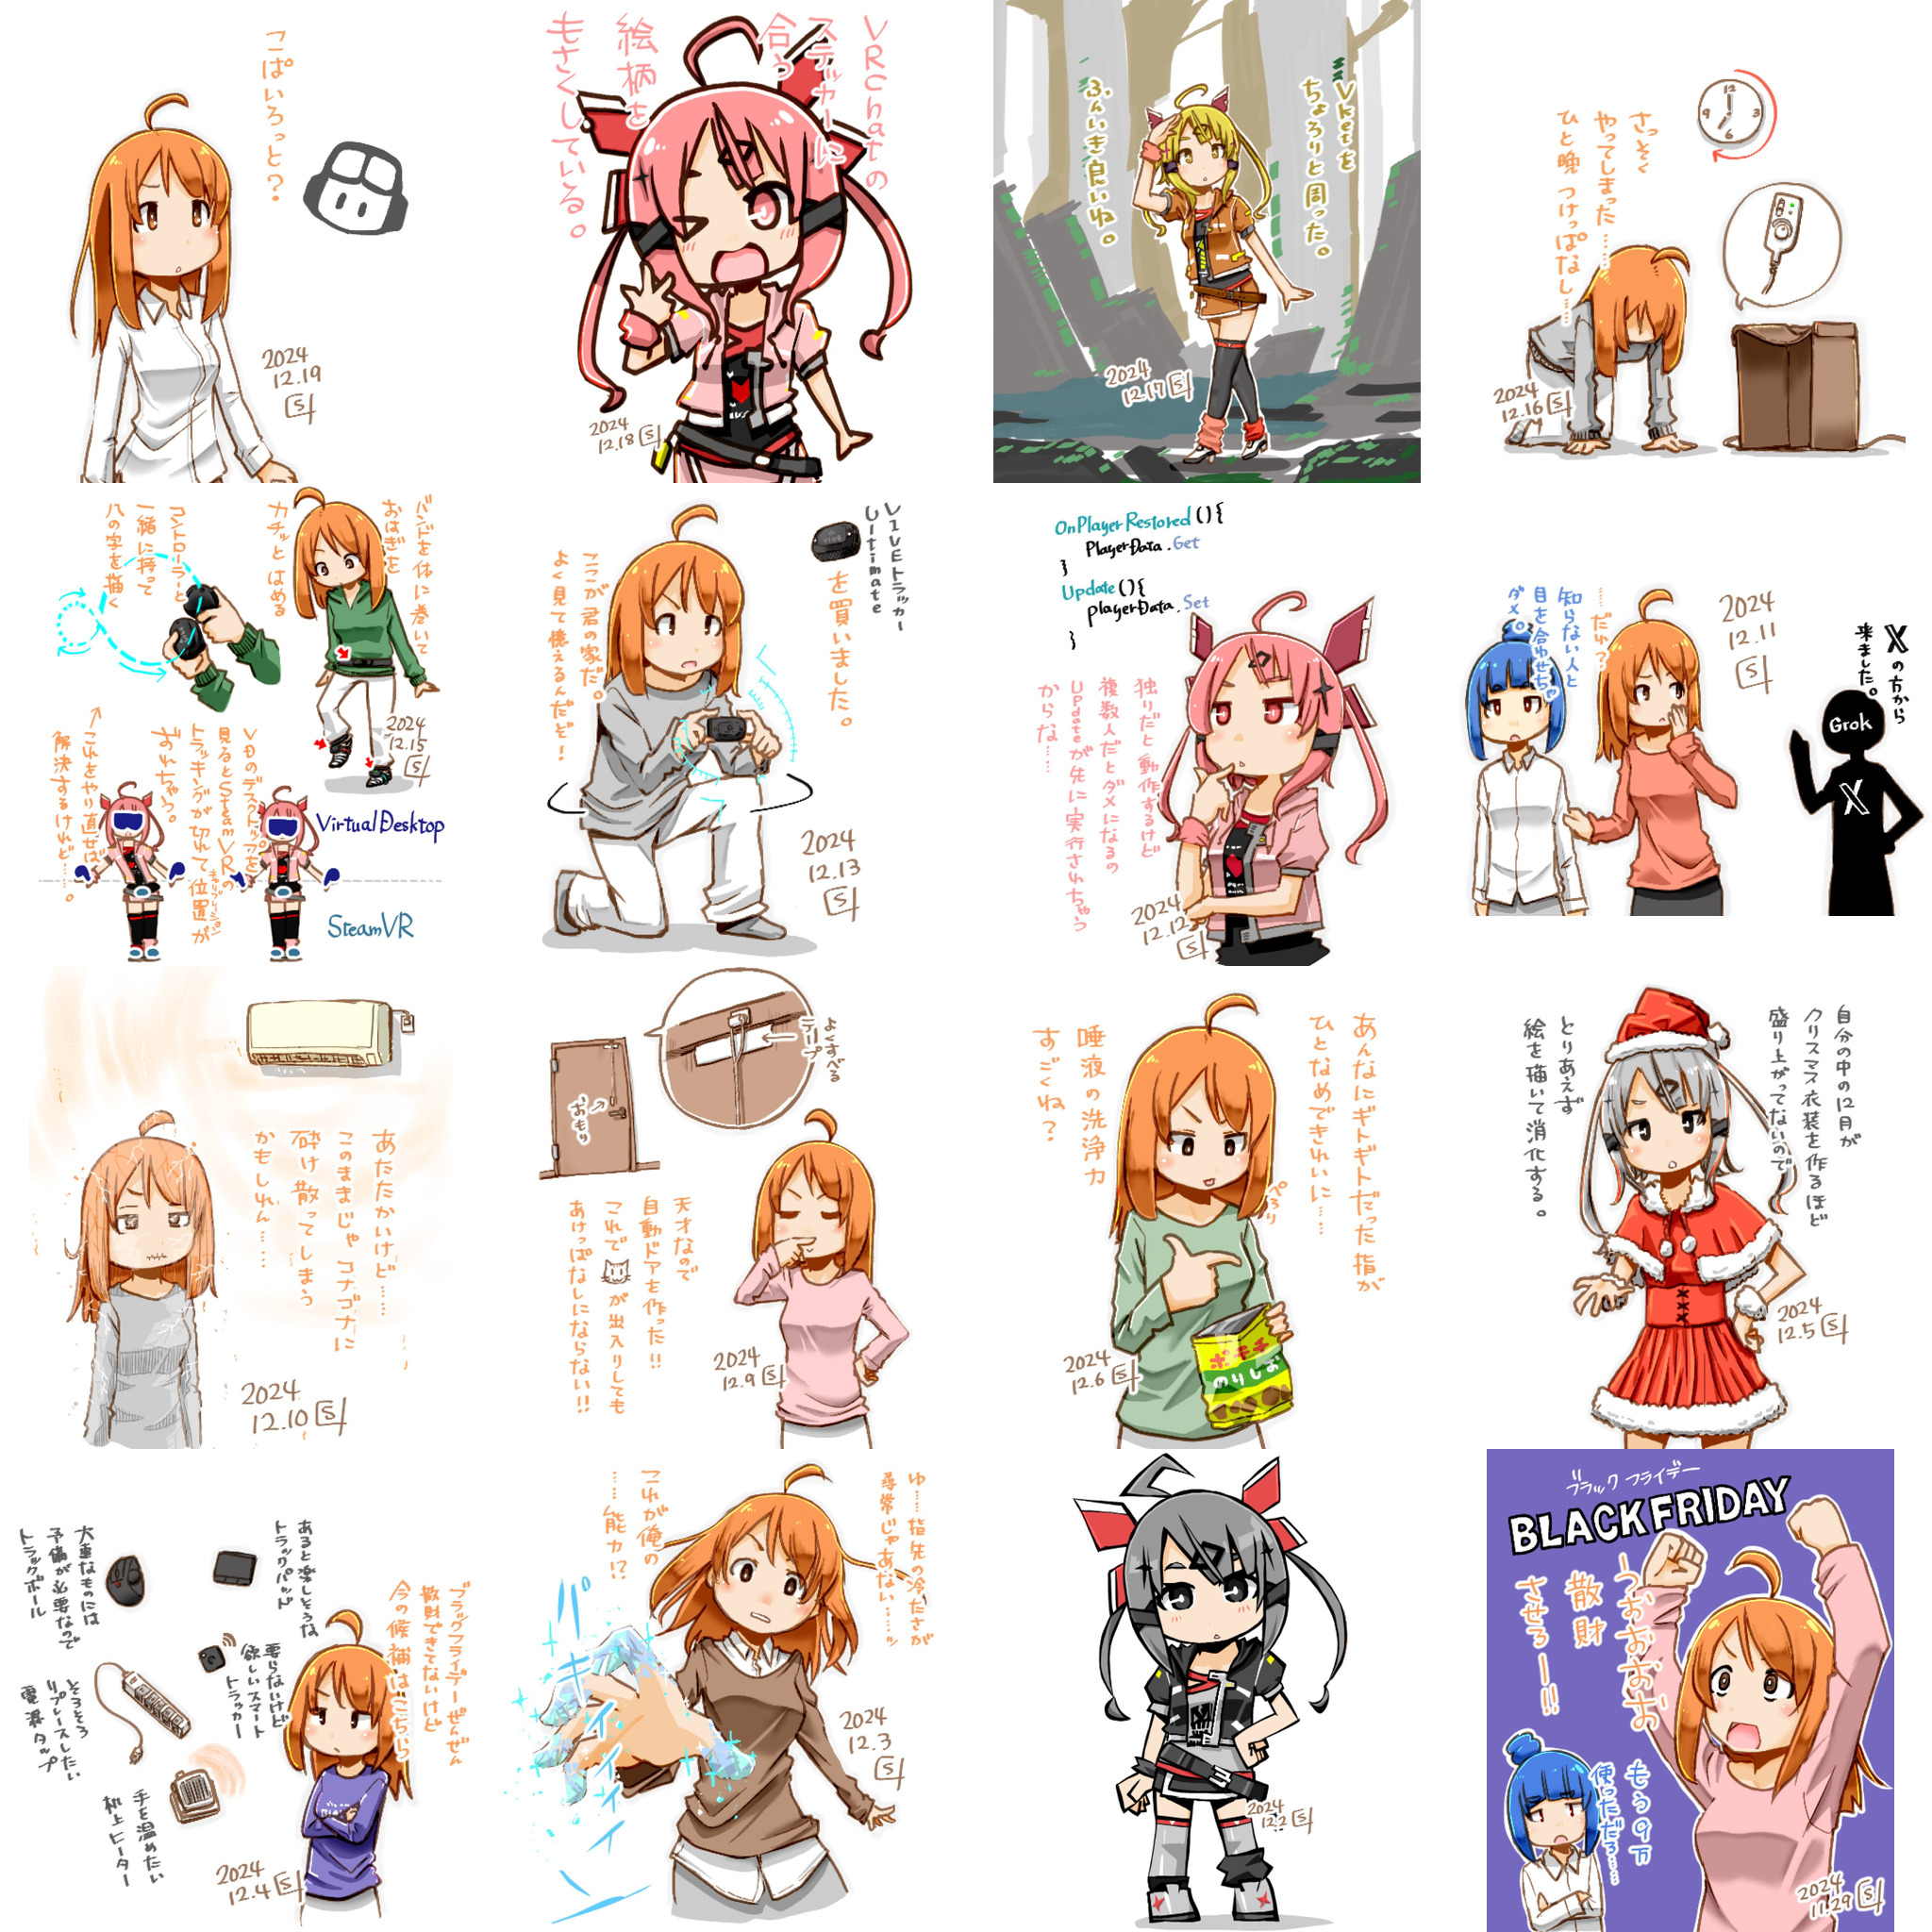 こぱいろっと?
2024
12.19
VRChatの
ステッカーに
合う
絵柄を
もさくしている。
2024
12.18
Vketを
ちょろりと周った。
ふんいき良いね。
2024
12.17
12
3
6
9
さっそく
やってしまった……
ひと晩つけっぱなし……
2024
12.16
バンドを体に巻いて
おはぎを
カチッとはめる
コントローラーと
一緒に持って
八の字を描く
2024
12.15
VDのデスクトップを
見るとSteamVRの
トラッキングが切れて位置が
キャリブレーション
ずれちゃう。
↑これをやり直せば
解決するけれど……。
VirtualDesktop
SteamVR
VIVEトラッカー
Ultimate
を買いました。
VIVE
ここが君の家だ。
よく見て憶えるんだぞ!
2024
12.13
OnPlayerRestored(){
PlayerData.Get
}
Update(){
playerData.Set
}
独りだと動作するけど
複数人だとダメになるの
Updateが先に実行されちゃう
からな……
2024
12.12
Xの方から
来ました。
Grok
X
……だれ?
知らない人と
目を合わせちゃ
ダメ。
2024
12.11
あたたかいけど……
このままじゃコナゴナに
砕け散ってしまう
かもしれん……
2024
12.10
よくすべる
テープ
おもり
天才なので
自動ドアを作った!!
これで
が出入りしても
あけっぱなしにならない!!
2024
12.9
あんなにギトギトだった指が
ひとなめできれいに……
唾液の洗浄力
すごくね?
ぺろり
ポキチ
のりしお
2024
12.6
自分の中の12月が
クリスマス衣装を作るほど
盛り上がってないので
とりあえず
絵を描いて消化する。
2024
12.5
ブラックフライデーぜんぜん
散財できてないけど
今の候補はこちら
あると楽しそうな
トラックパッド
大事なものには
予備が必要なので
トラックボール
要らないけど
欲しいスマート
トラッカー
そろそろ
リプレースしたい
電源タップ
手を温めたい
机上ヒーター
2024
12.4
ゆ……指先の冷たさが
尋常じゃあない……ッ
これが俺の
……能力!?
パキィィィィン
2024
12.3
2024
12.2
ブラックフライデー
BLACK FRIDAY
うおおおお
散財
させろー!!
もう9万
使っただろ……
2024
11.29